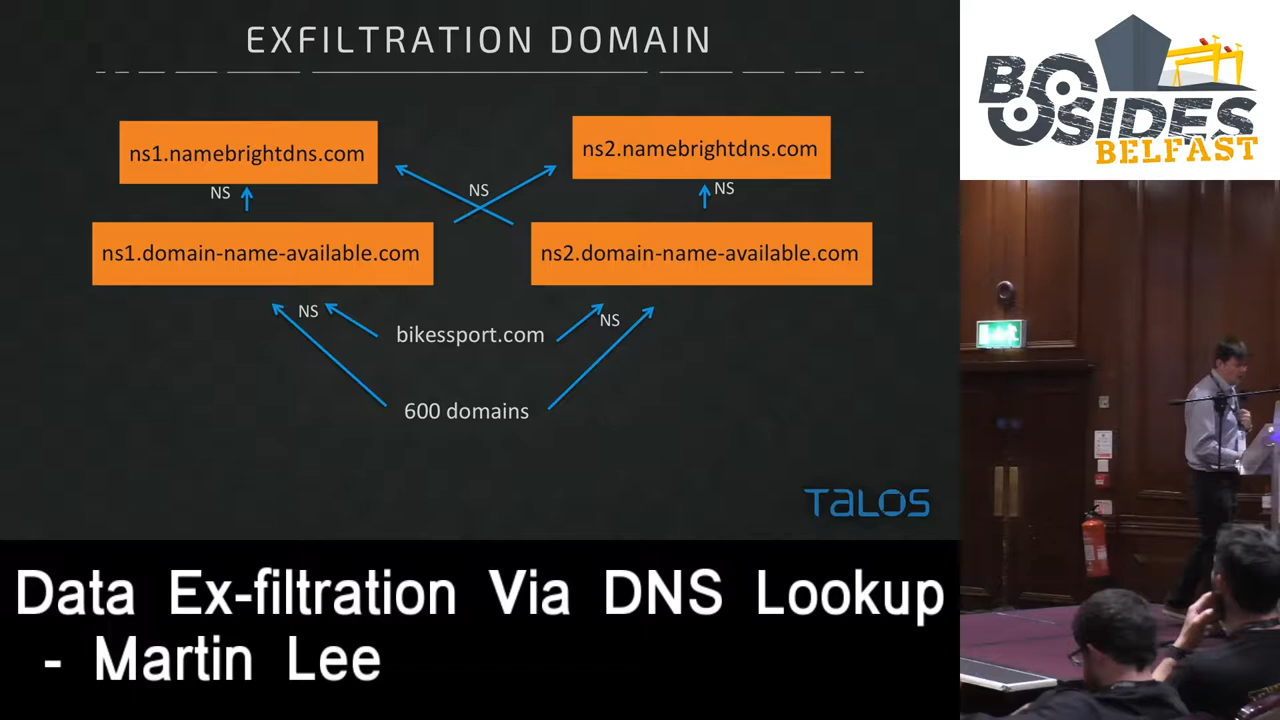 EXFILTRATION DOMAIN
ns1.namebrightdns.com
ns2.namebrightdns.com
NS
NS
NS
ns1.domain-name-available.com
ns2.domain-name-available.com
NS
NS
bikessport.com
600 domains
TALOS
BSIDES
BELFAST
Data Ex-filtration Via DNS Lookup
- Martin Lee